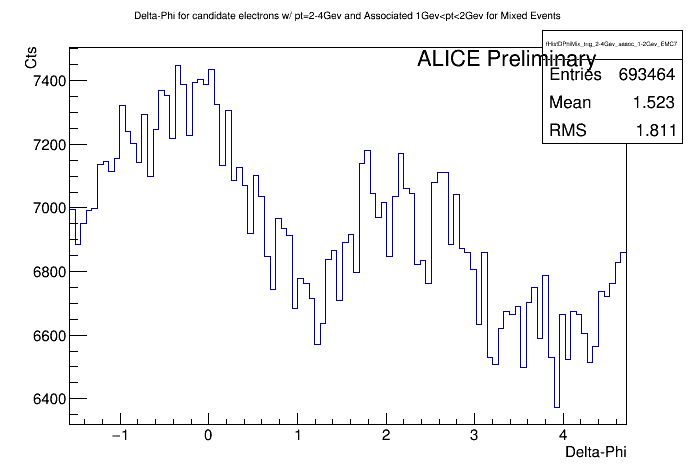 Delta-Phi for candidate electrons w/ pt=2-4Gev and Associated 1Gev<pt<2Gev for Mixed Events
Cts
ALICE Preliminary
fHistDPhiMix_trig_2-4Gev_assoc_1-2Gev_EMC7
Entries 693464
Mean 1.523
RMS 1.811
7400
7200
7000
6800
6600
6400
−1 0 1 2 3 4
Delta-Phi